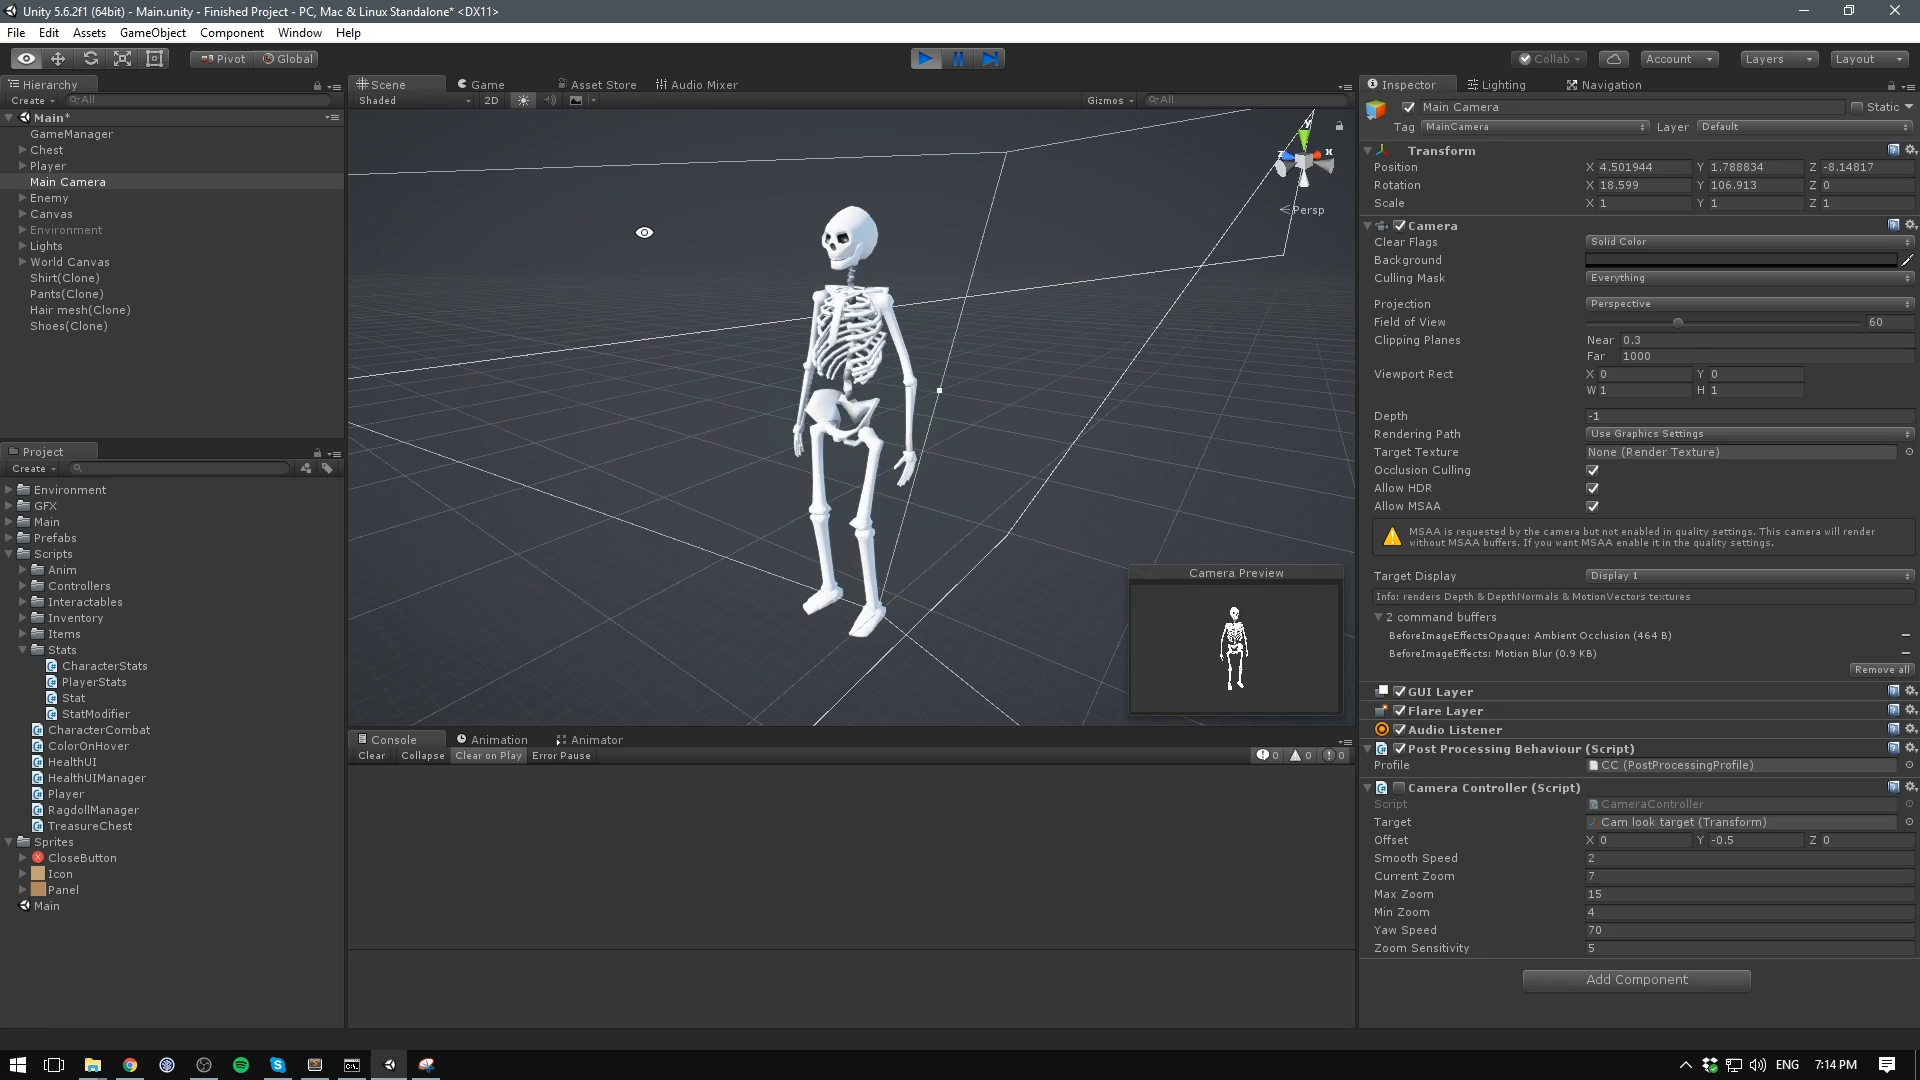 Unity 5.6.2f1 (64bit) - Main.unity - Finished Project - PC, Mac & Linux Standalone* <DX11>
File Edit Assets GameObject Component Window Help
Pivot Global
Collab Account Layers Layout
Hierarchy
Create All
Main*
GameManager
Chest
Player
Main Camera
Enemy
Canvas
Environment
Lights
World Canvas
Shirt(Clone)
Pants(Clone)
Hair mesh(Clone)
Shoes(Clone)
Project
Create
Environment
GFX
Main
Prefabs
Scripts
Anim
Controllers
Interactables
Inventory
Items
Stats
CharacterStats
PlayerStats
Stat
StatModifier
CharacterCombat
ColorOnHover
HealthUI
HealthUIManager
Player
RagdollManager
TreasureChest
Sprites
CloseButton
Icon
Panel
Main
Scene Game Asset Store Audio Mixer
Shaded 2D Gizmos All
y
z x
Persp
Camera Preview
Console Animation Animator
Clear Collapse Clear on Play Error Pause 0 0 0
Inspector Lighting Navigation
Main Camera Static
Tag MainCamera Layer Default
Transform
Position X 4.501944 Y 1.788834 Z -8.14817
Rotation X 18.599 Y 106.913 Z 0
Scale X 1 Y 1 Z 1
Camera
Clear Flags Solid Color
Background
Culling Mask Everything
Projection Perspective
Field of View 60
Clipping Planes Near 0.3
Far 1000
Viewport Rect X 0 Y 0
W 1 H 1
Depth -1
Rendering Path Use Graphics Settings
Target Texture None (Render Texture)
Occlusion Culling
Allow HDR
Allow MSAA
MSAA is requested by the camera but not enabled in quality settings. This camera will render
without MSAA buffers. If you want MSAA enable it in the quality settings.
Target Display Display 1
Info: renders Depth & DepthNormals & MotionVectors textures
2 command buffers
BeforeImageEffectsOpaque: Ambient Occlusion (464 B)
BeforeImageEffects: Motion Blur (0.9 KB)
Remove all
GUI Layer
Flare Layer
Audio Listener
Post Processing Behaviour (Script)
Profile CC (PostProcessingProfile)
Camera Controller (Script)
Script CameraController
Target Cam look target (Transform)
Offset X 0 Y -0.5 Z 0
Smooth Speed 2
Current Zoom 7
Max Zoom 15
Min Zoom 4
Yaw Speed 70
Zoom Sensitivity 5
Add Component
ENG 7:14 PM